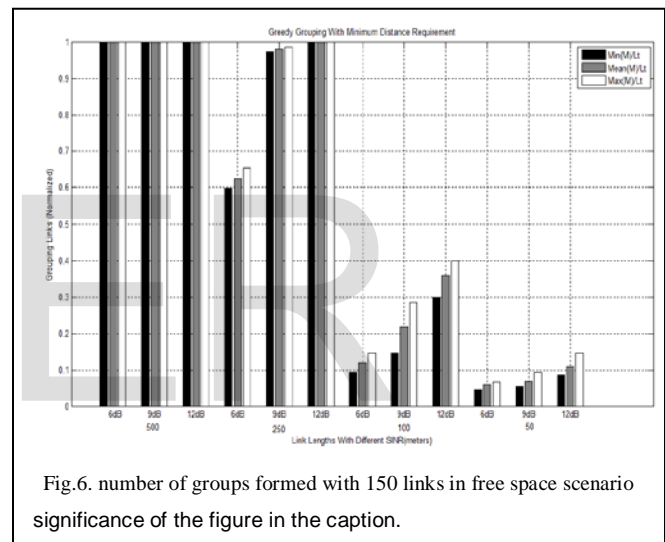 Greedy Grouping With Minimum Distance Requirement
Min(M)/Lt
Mean(M)/Lt
Max(M)/Lt
1
0.9
0.8
0.7
0.6
0.5
0.4
0.3
0.2
0.1
0
Grouping Links (Normalized)
ER
6dB 9dB 12dB 6dB 9dB 12dB 6dB 9dB 12dB 6dB 9dB 12dB
500 250 100 50
Link Lengths With Different SINR(meters)
Fig.6. number of groups formed with 150 links in free space scenario
significance of the figure in the caption.